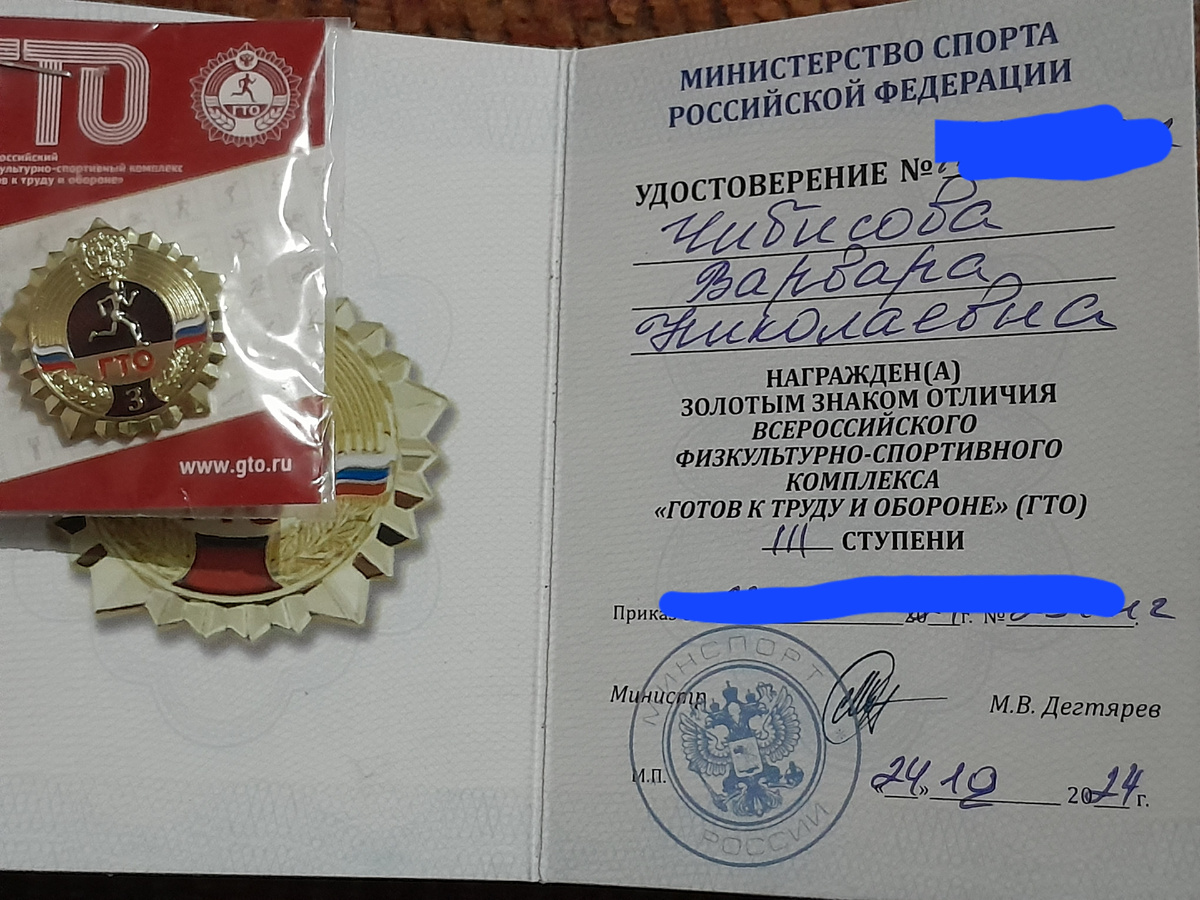 ГТО
ГТО
культурно-спортивный комплекс
к труду и обороне»
ГТО
3
www.gto.ru
МИНИСТЕРСТВО СПОРТА
РОССИЙСКОЙ ФЕДЕРАЦИИ
УДОСТОВЕРЕНИЕ №
Чибисова
Варвара
Николаевна
НАГРАЖДЕН(А)
ЗОЛОТЫМ ЗНАКОМ ОТЛИЧИЯ
ВСЕРОССИЙСКОГО
ФИЗКУЛЬТУРНО-СПОРТИВНОГО
КОМПЛЕКСА
«ГОТОВ К ТРУДУ И ОБОРОНЕ» (ГТО)
III СТУПЕНИ
Приказ г. №
МИНСПОРТ
РОССИИ
Министр М.В. Дегтярев
М.П.
«24» 10 2024 г.